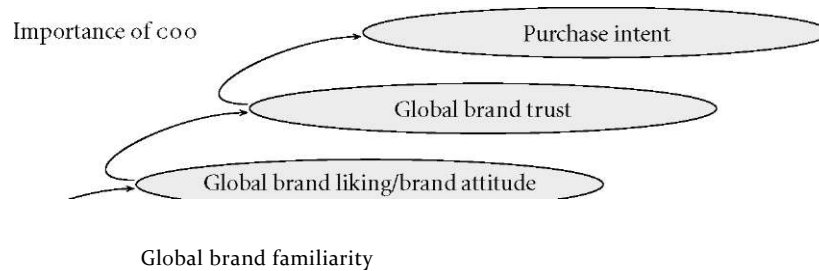 Importance of COO
Purchase intent
Global brand trust
Global brand liking/brand attitude
Global brand familiarity